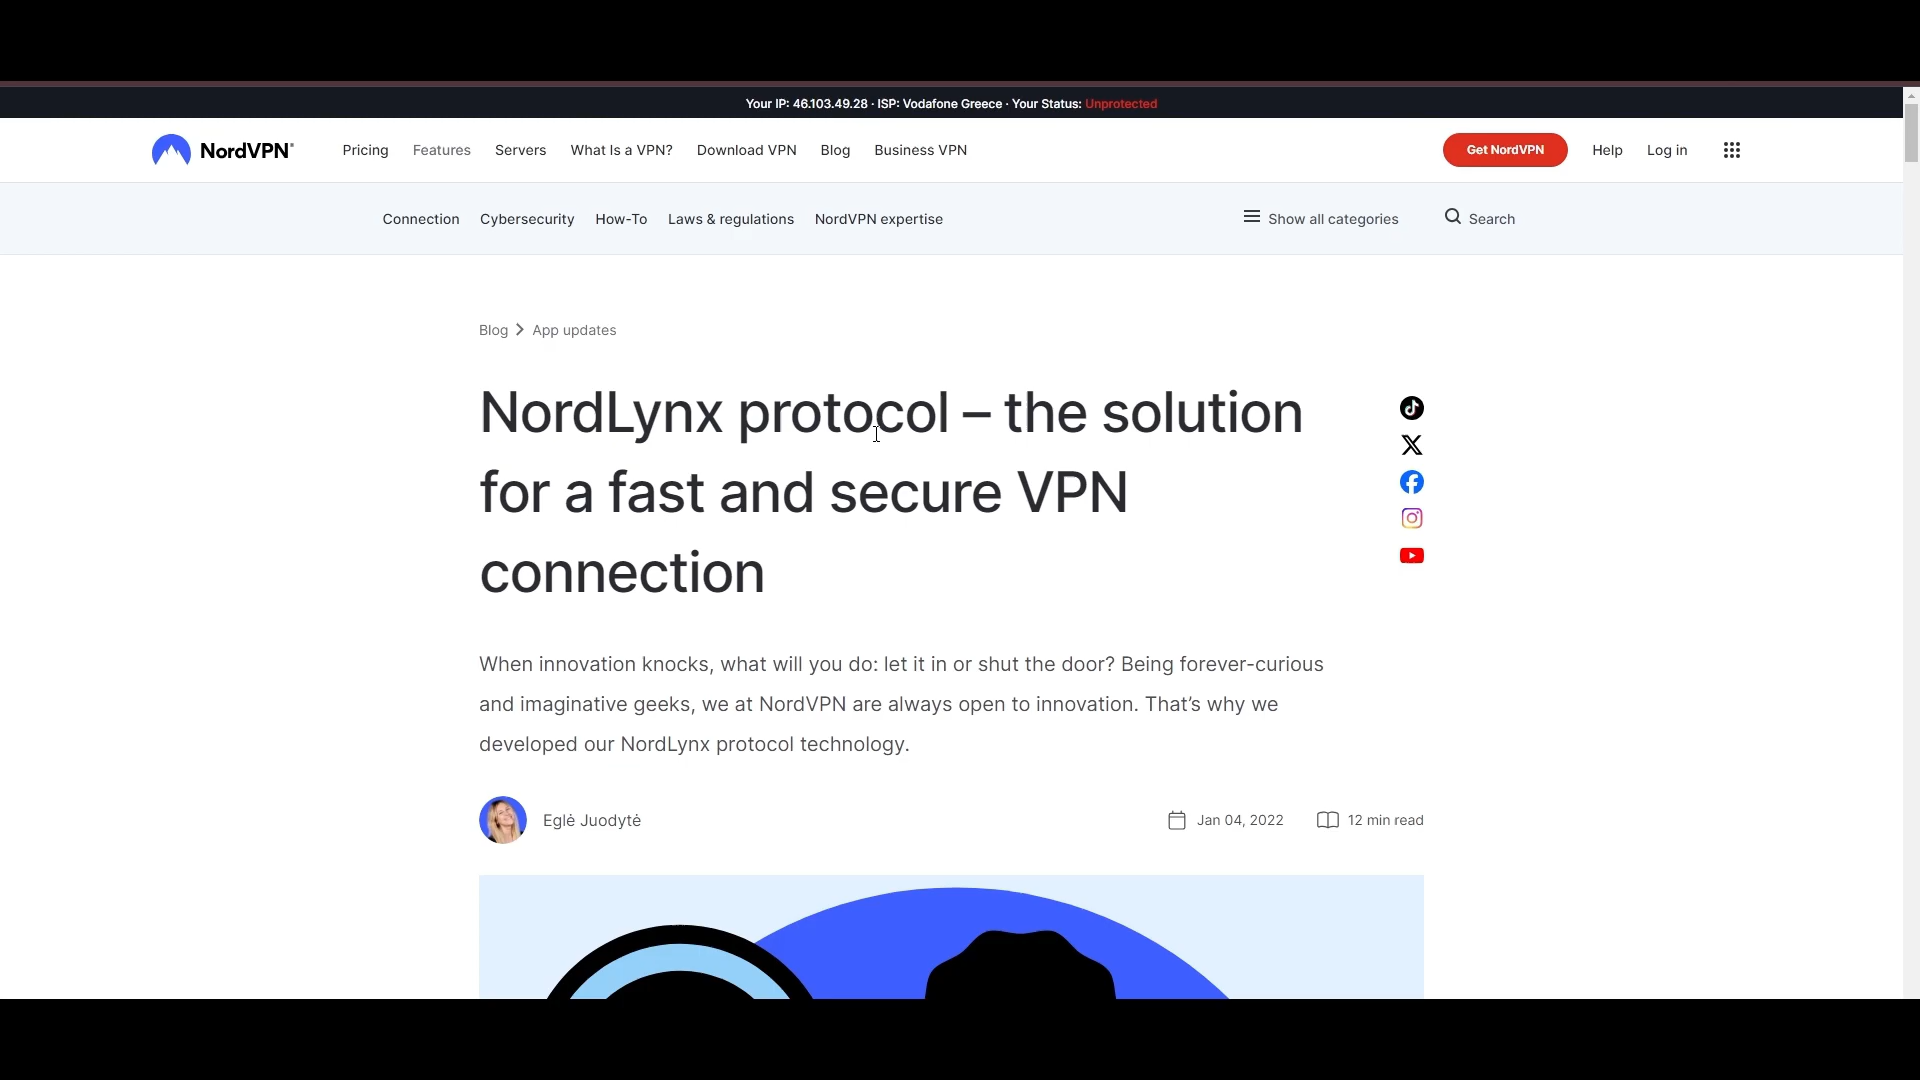 Your IP: 46.103.49.28 · ISP: Vodafone Greece · Your Status: Unprotected
NordVPN®
Pricing
Features
Servers
What Is a VPN?
Download VPN
Blog
Business VPN
Get NordVPN
Help
Log in
Connection
Cybersecurity
How-To
Laws & regulations
NordVPN expertise
Show all categories
Search
Blog
App updates
NordLynx protocol – the solution
for a fast and secure VPN
connection
When innovation knocks, what will you do: let it in or shut the door? Being forever-curious
and imaginative geeks, we at NordVPN are always open to innovation. That’s why we
developed our NordLynx protocol technology.
Eglė Juodytė
Jan 04, 2022
12 min read